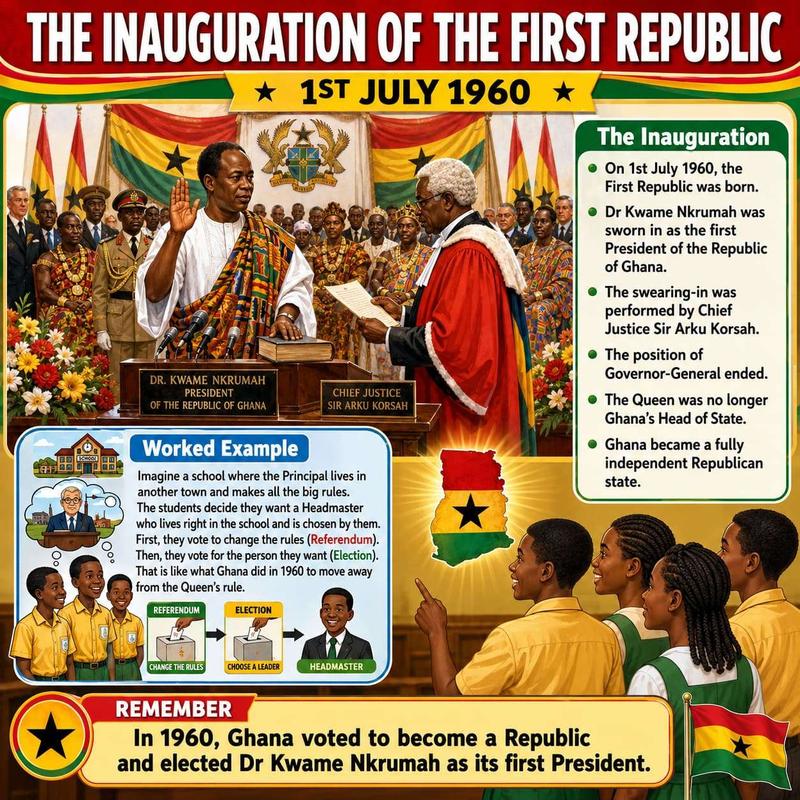 THE INAUGURATION OF THE FIRST REPUBLIC
1ST JULY 1960
The Inauguration
On 1st July 1960, the
First Republic was born.
Dr Kwame Nkrumah was
sworn in as the first
President of the Republic
of Ghana.
The swearing-in was
performed by Chief
Justice Sir Arku Korsah.
The position of
Governor-General ended.
The Queen was no longer
Ghana's Head of State.
Ghana became a fully
independent Republican
state.
DR. KWAME NKRUMAH
PRESIDENT
OF THE REPUBLIC OF GHANA
CHIEF JUSTICE
SIR ARKU KORSAH
Worked Example
SCHOOL
Imagine a school where the Principal lives in
another town and makes all the big rules.
The students decide they want a Headmaster
who lives right in the school and is chosen by them.
First, they vote to change the rules (Referendum).
Then, they vote for the person they want (Election).
That is like what Ghana did in 1960 to move away
from the Queen's rule.
REFERENDUM
CHANGE THE RULES
ELECTION
CHOOSE A LEADER
HEADMASTER
REMEMBER
In 1960, Ghana voted to become a Republic
and elected Dr Kwame Nkrumah as its first President.